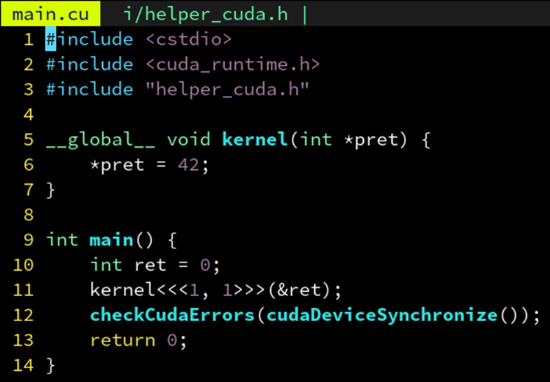 main.cu i/helper_cuda.h |
1 #include <cstdio>
2 #include <cuda_runtime.h>
3 #include "helper_cuda.h"
4
5 __global__ void kernel(int *pret) {
6     *pret = 42;
7 }
8
9 int main() {
10     int ret = 0;
11     kernel<<<1, 1>>>(&ret);
12     checkCudaErrors(cudaDeviceSynchronize());
13     return 0;
14 }